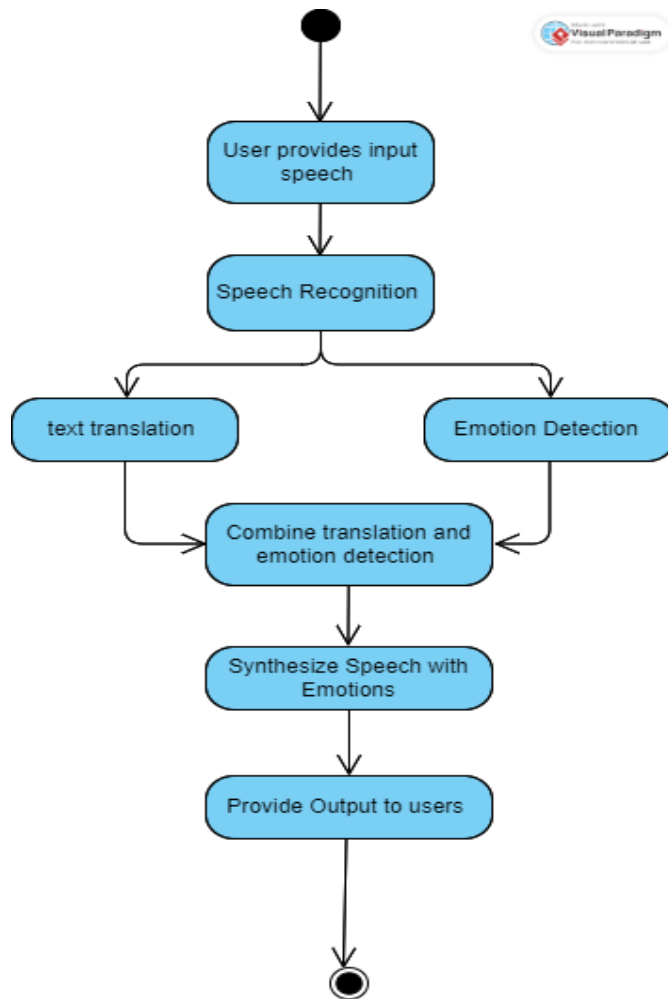 Visual Paradigm
User provides input
speech
Speech Recognition
text translation
Emotion Detection
Combine translation and
emotion detection
Synthesize Speech with
Emotions
Provide Output to users